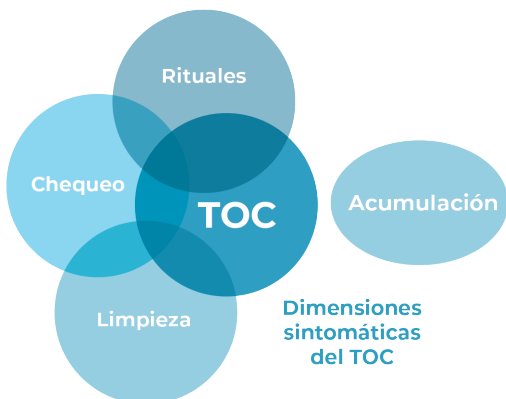 Rituales
Chequeo
TOC
Acumulación
Limpieza
Dimensiones
sintomáticas
del TOC